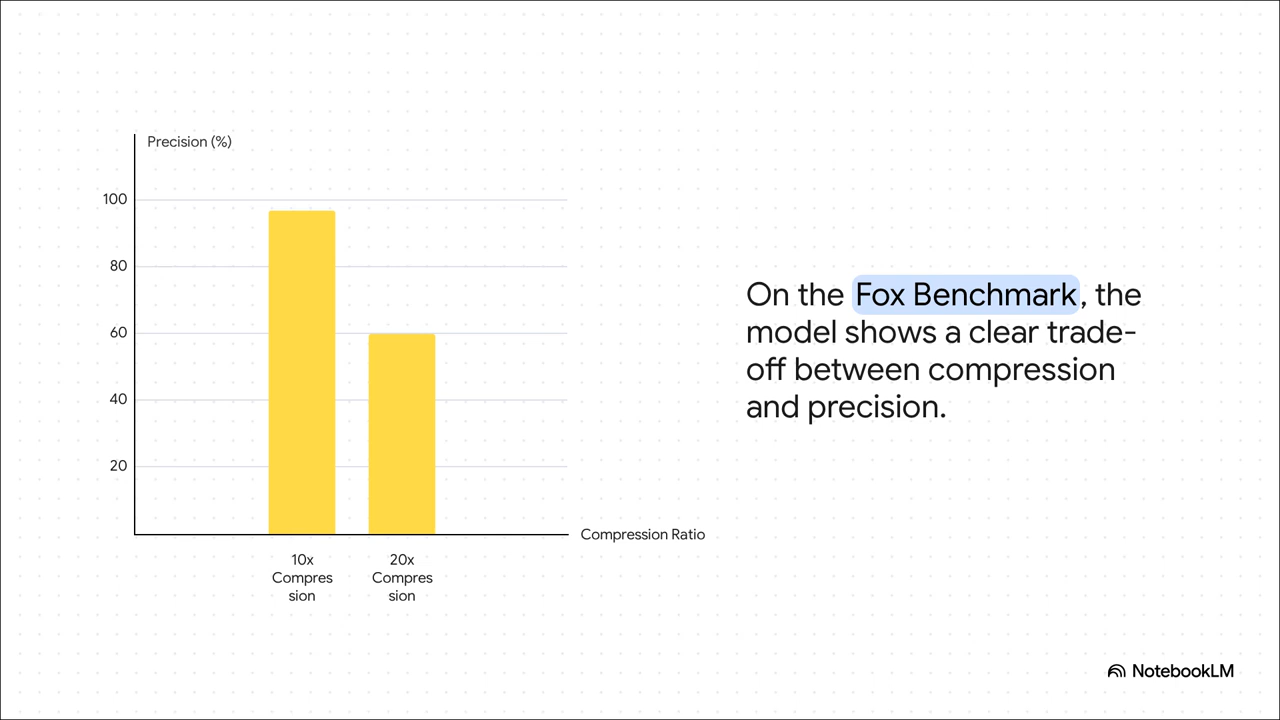 Precision (%)
100
80
60
40
20
Compression Ratio
10x
Compres
sion
20x
Compres
sion
On the Fox Benchmark, the
model shows a clear trade-
off between compression
and precision.
NotebookLM